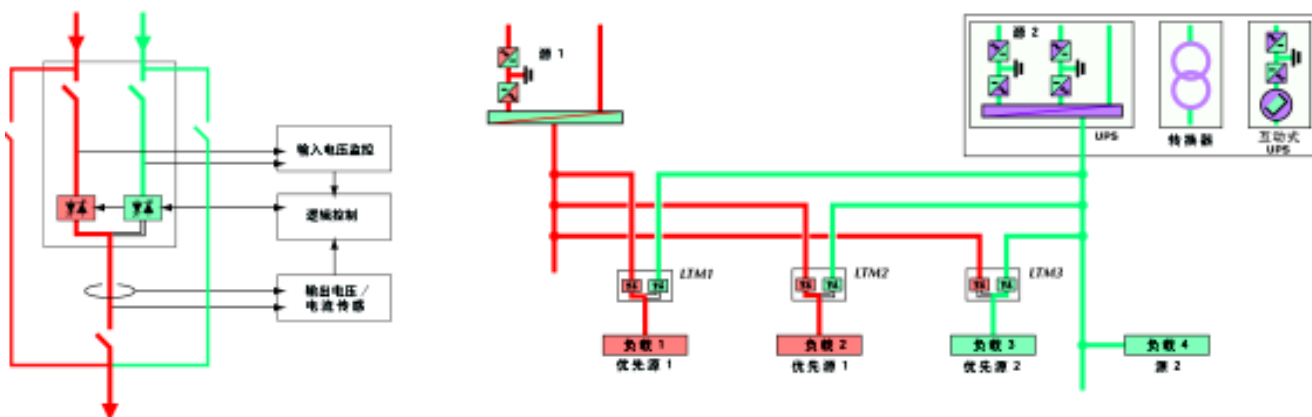 输入电压监控
逻辑控制
输出电压/
电流传感
源 1
源 2
UPS
转换器
互动式
UPS
LTM1
LTM2
LTM3
负载 1
优先源 1
负载 2
优先源 1
负载 3
优先源 2
负载 4
源 2